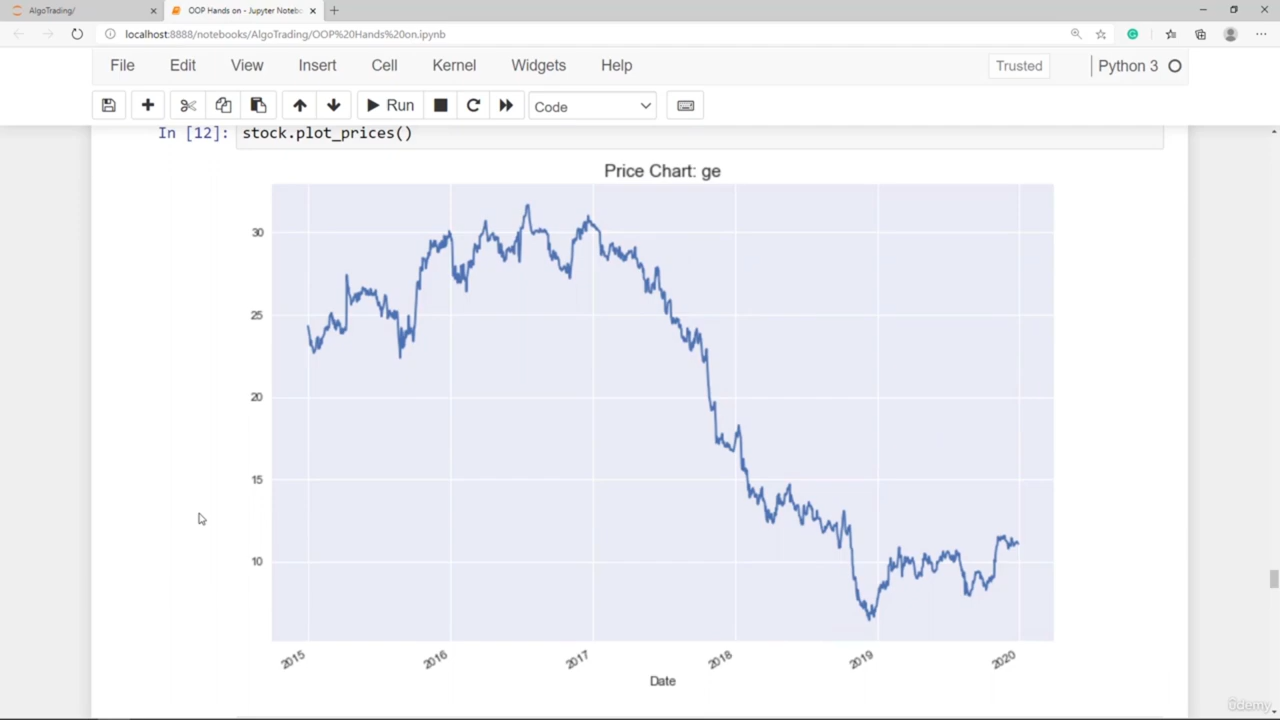 AlgoTrading/
OOP Hands on - Jupyter Notebo
localhost:8888/notebooks/AlgoTrading/OOP%20Hands%20on.ipynb
File Edit View Insert Cell Kernel Widgets Help Trusted Python 3
Run Code
In [12]: stock.plot_prices()
Price Chart: ge
30
25
20
15
10
2015 2016 2017 2018 2019 2020
Date
ûdemy